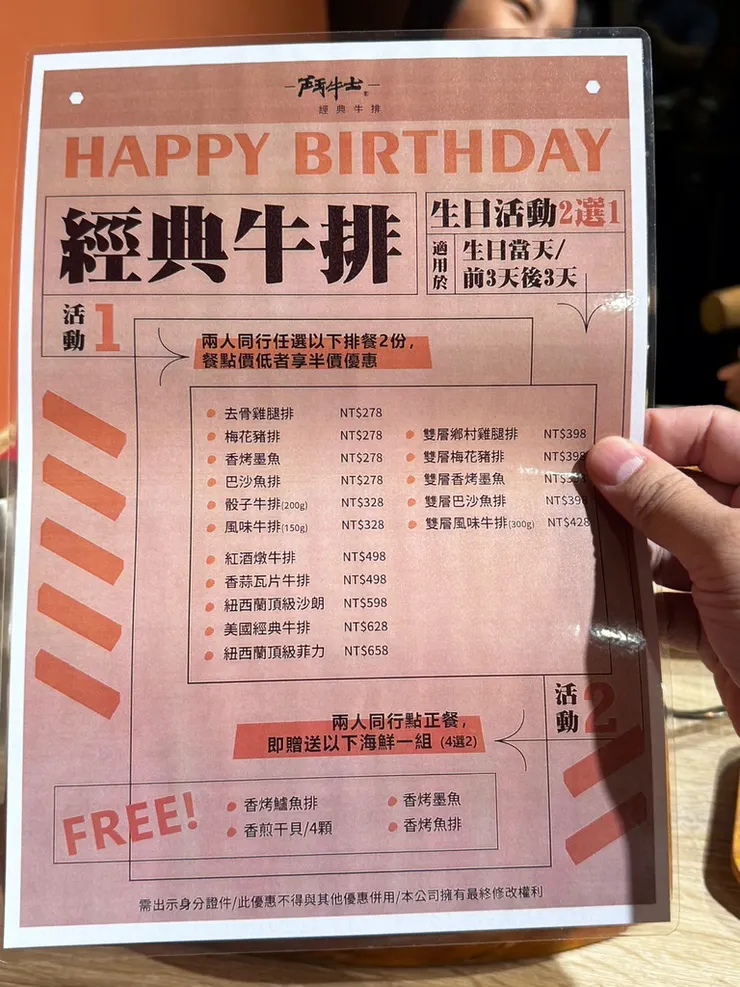 鬥牛士
經典牛排
HAPPY BIRTHDAY
經典牛排
生日活動2選1
適用於
生日當天/
前3天後3天
活動1
兩人同行任選以下排餐2份，
餐點價低者享半價優惠
去骨雞腿排 NT$278
梅花豬排 NT$278
香烤墨魚 NT$278
巴沙魚排 NT$278
骰子牛排(200g) NT$328
風味牛排(150g) NT$328
雙層鄉村雞腿排 NT$398
雙層梅花豬排 NT$398
雙層香烤墨魚
雙層巴沙魚排 NT$398
雙層風味牛排(300g) NT$428
紅酒燉牛排 NT$498
香蒜瓦片牛排 NT$498
紐西蘭頂級沙朗 NT$598
美國經典牛排 NT$628
紐西蘭頂級菲力 NT$658
活動2
兩人同行點正餐，
即贈送以下海鮮一組 (4選2)
FREE!
香烤鱸魚排
香煎干貝/4顆
香烤墨魚
香烤魚排
需出示身分證件/此優惠不得與其他優惠併用/本公司擁有最終修改權利